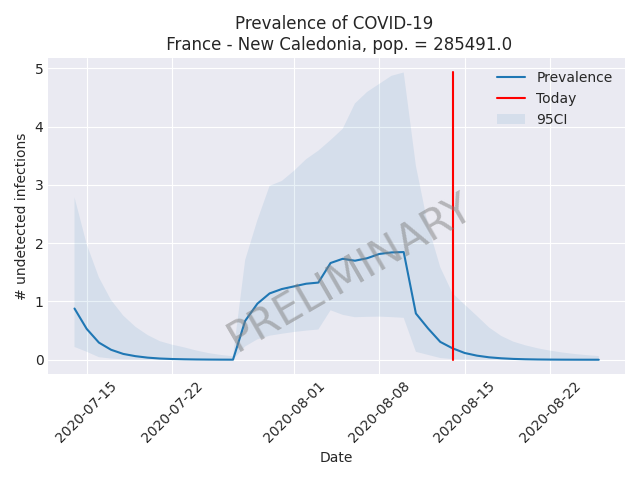 Prevalence of COVID-19
France - New Caledonia, pop. = 285491.0
5
4
3
2
1
0
# undetected infections
Prevalence
Today
95CI
PRELIMINARY
2020-07-15
2020-07-22
2020-08-01
2020-08-08
2020-08-15
2020-08-22
Date